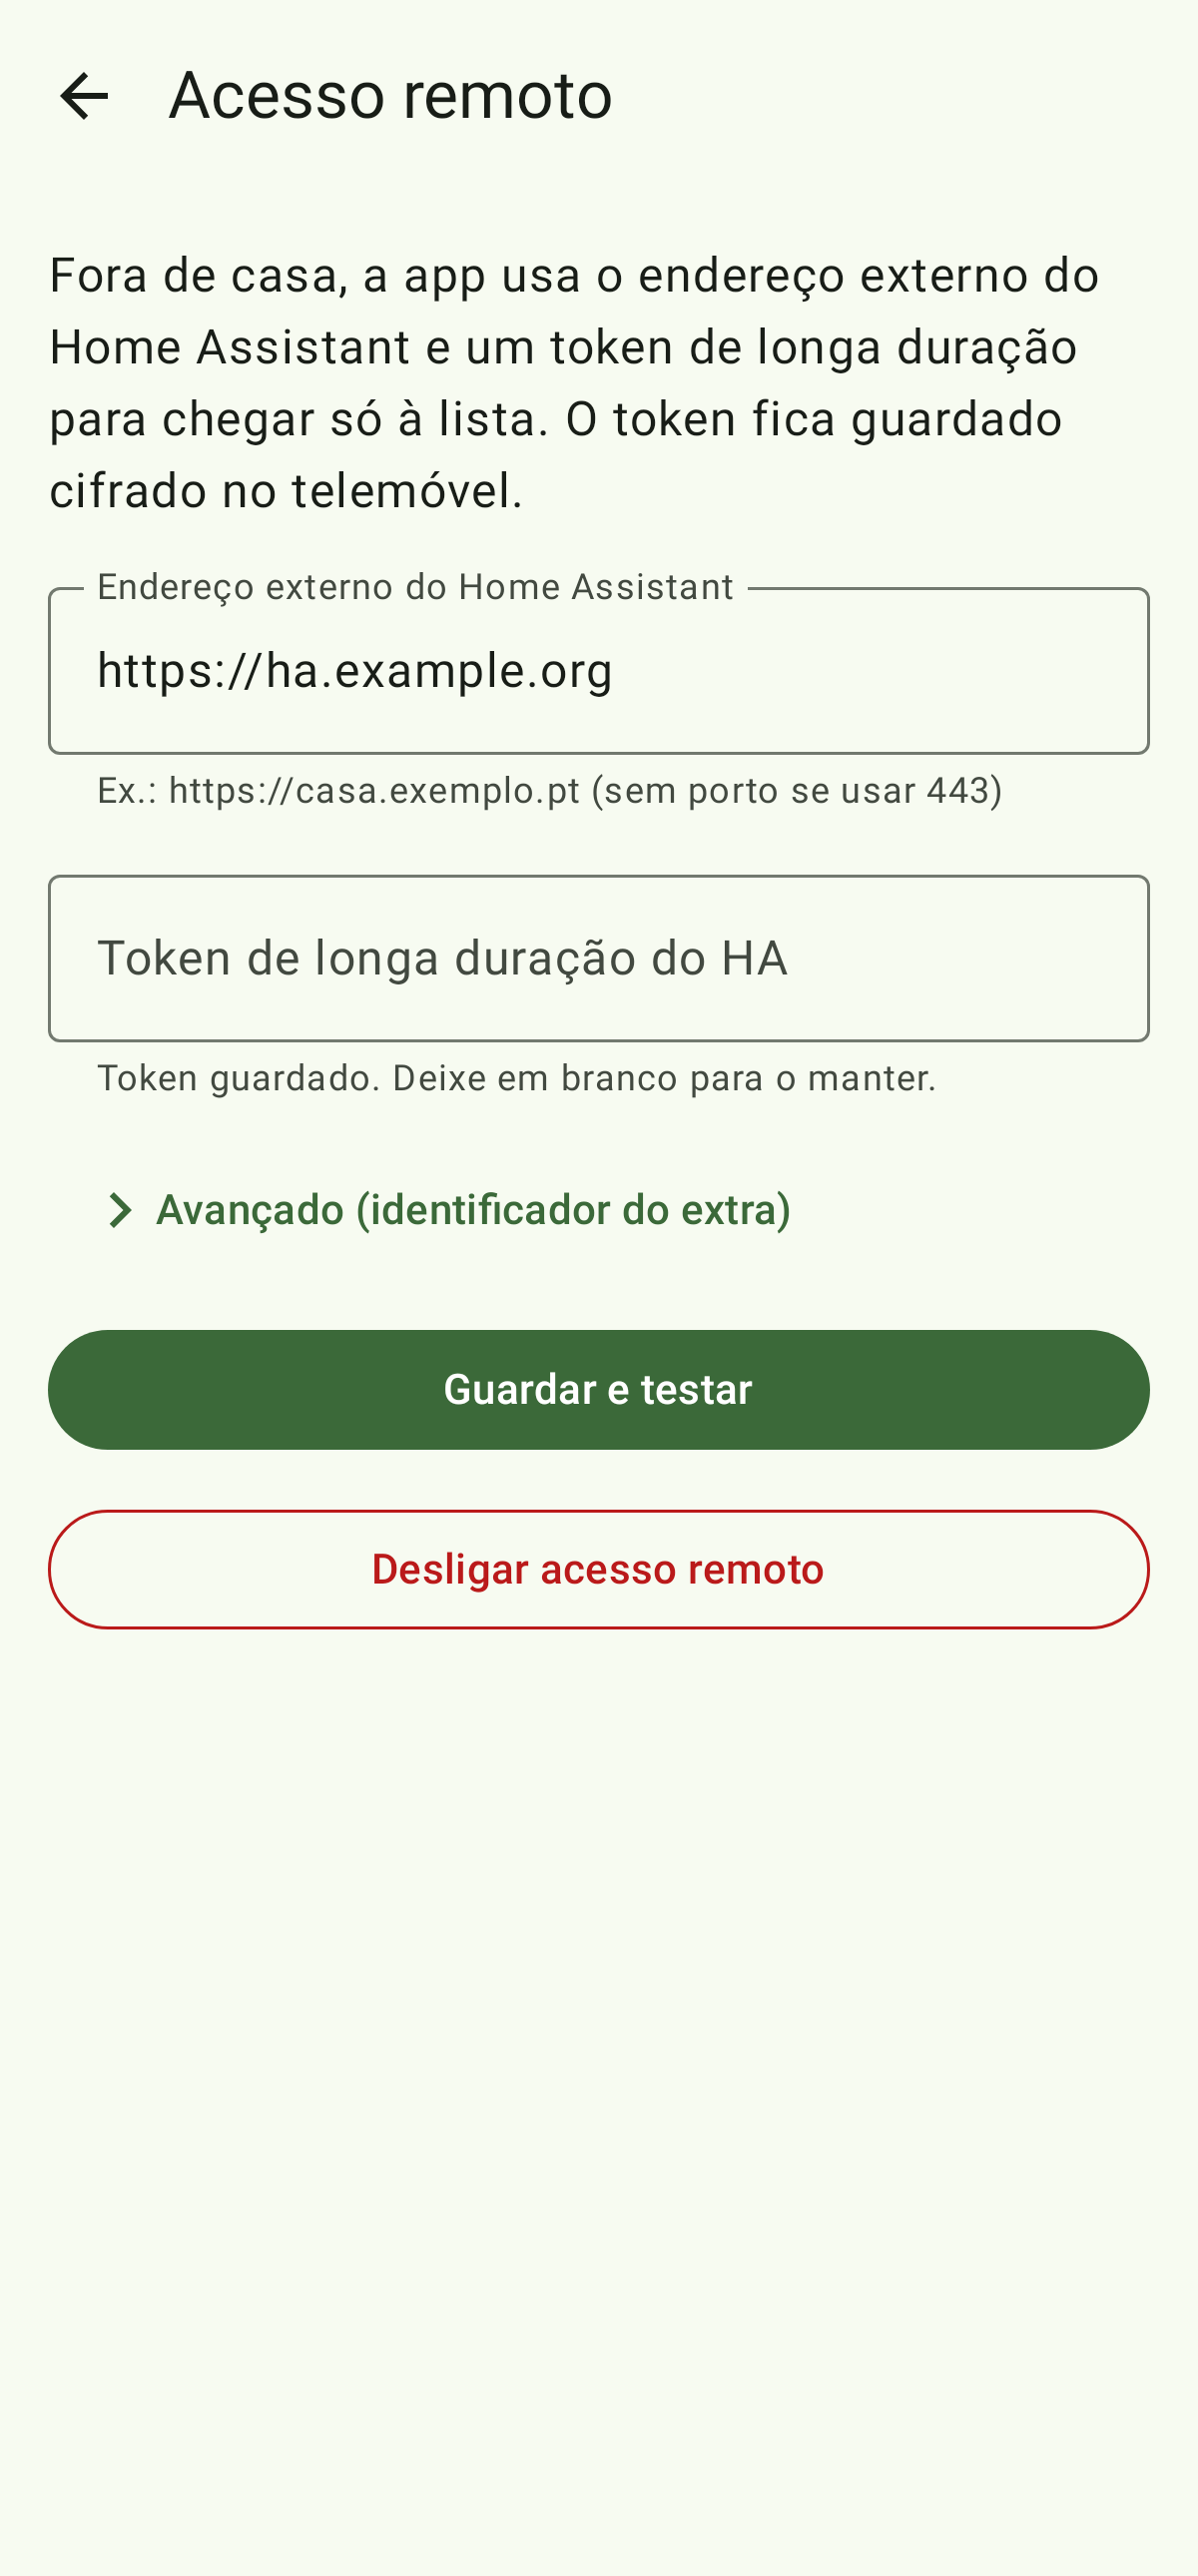 Acesso remoto
Fora de casa, a app usa o endereço externo do
Home Assistant e um token de longa duração
para chegar só à lista. O token fica guardado
cifrado no telemóvel.
Endereço externo do Home Assistant
https://ha.example.org
Ex.: https://casa.exemplo.pt (sem porto se usar 443)
Token de longa duração do HA
Token guardado. Deixe em branco para o manter.
Avançado (identificador do extra)
Guardar e testar
Desligar acesso remoto